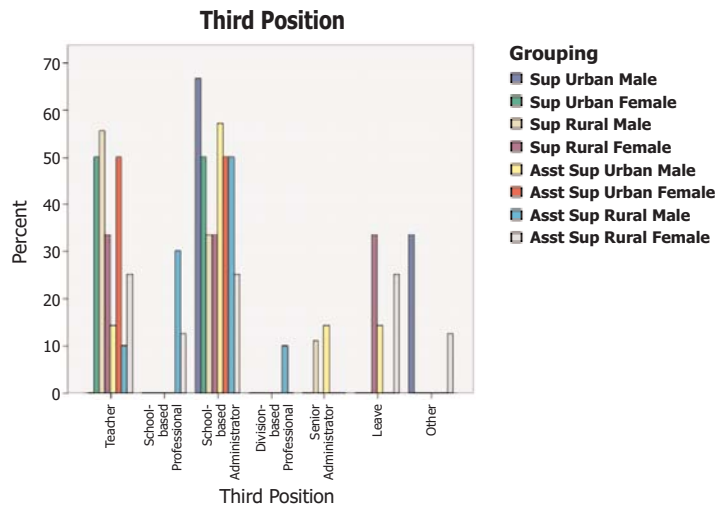 Third Position
Grouping
Sup Urban Male
Sup Urban Female
Sup Rural Male
Sup Rural Female
Asst Sup Urban Male
Asst Sup Urban Female
Asst Sup Rural Male
Asst Sup Rural Female
Percent
70
60
50
40
30
20
10
0
Teacher
School-
based
Professional
School-
based
Administrator
Division-
based
Professional
Senior
Administrator
Leave
Other
Third Position